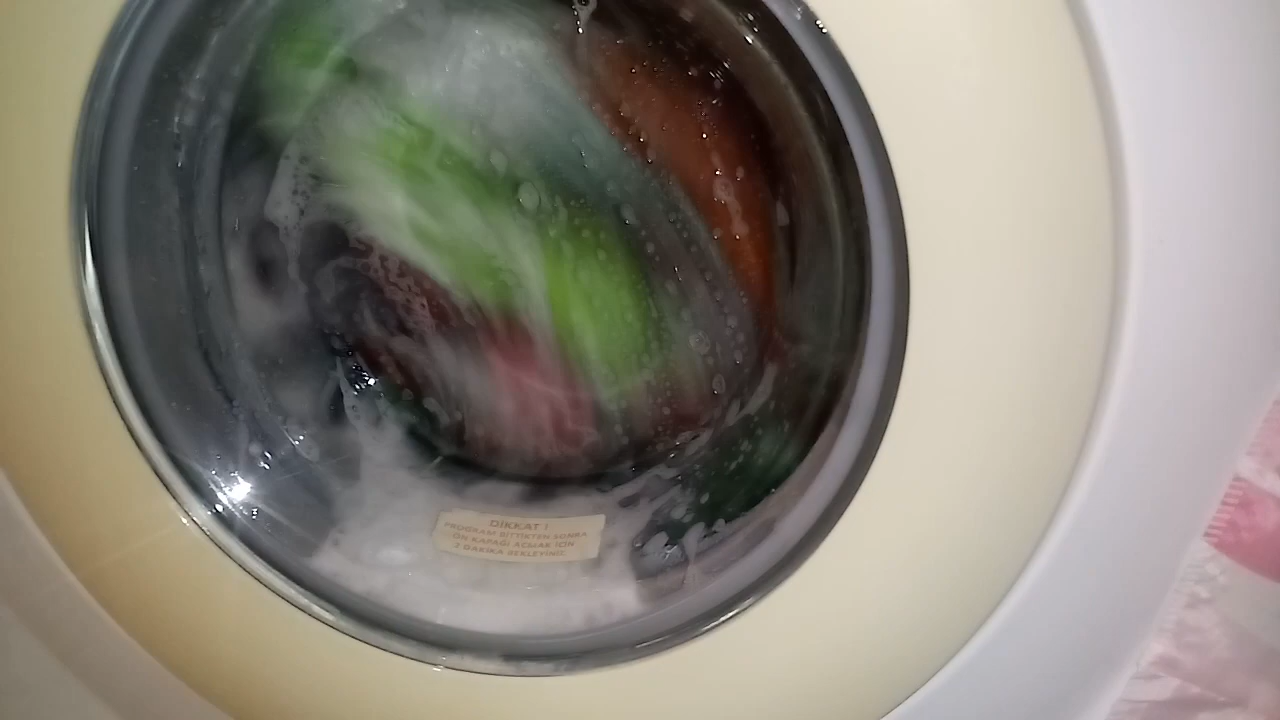 DİKKAT !
PROGRAM BİTTİKTEN SONRA
ÖN KAPAĞI AÇMAK İÇİN
2 DAKİKA BEKLEYİNİZ.